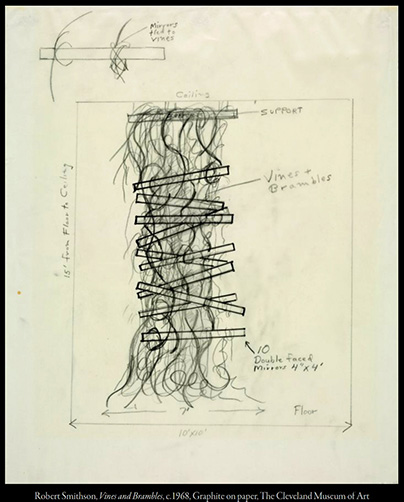 Mirrors
tied to
vines
Ceiling
SUPPORT
Vines +
Brambles
15' from Floor to Ceiling
10
Double faced
Mirrors 4"x4'
7'
Floor
10'x10'
Robert Smithson, Vines and Brambles, c.1968, Graphite on paper, The Cleveland Museum of Art